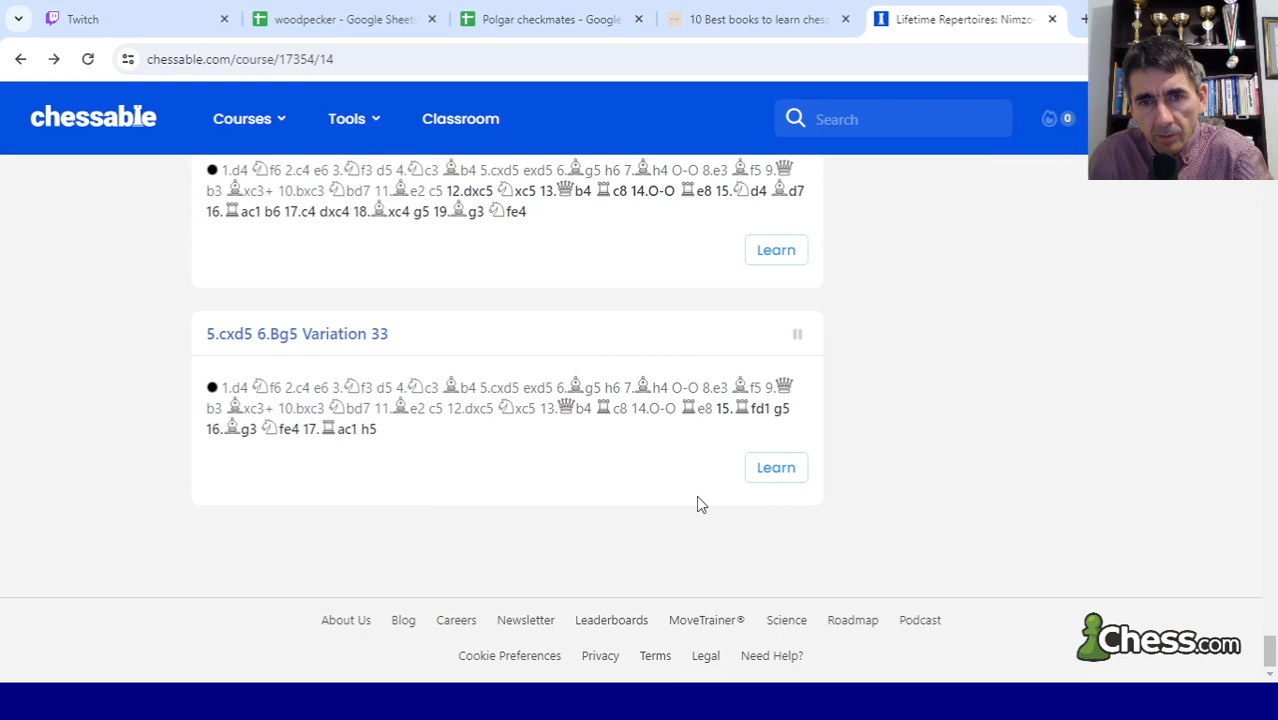 Twitch
woodpecker - Google Sheet
Polgar checkmates - Google
10 Best books to learn chess
Lifetime Repertoires: Nimzo
chessable.com/course/17354/14
chessable
Courses
Tools
Classroom
Search
0
1.d4 ♘f6 2.c4 e6 3.♘f3 d5 4.♘c3 ♗b4 5.cxd5 exd5 6.♗g5 h6 7.♗h4 O-O 8.e3 ♗f5 9.♕
b3 ♗xc3+ 10.bxc3 ♘bd7 11.♗e2 c5 12.dxc5 ♘xc5 13.♕b4 ♖c8 14.O-O ♖e8 15.♘d4 ♗d7
16.♖ac1 b6 17.c4 dxc4 18.♗xc4 g5 19.♗g3 ♘fe4
Learn
5.cxd5 6.Bg5 Variation 33
1.d4 ♘f6 2.c4 e6 3.♘f3 d5 4.♘c3 ♗b4 5.cxd5 exd5 6.♗g5 h6 7.♗h4 O-O 8.e3 ♗f5 9.♕
b3 ♗xc3+ 10.bxc3 ♘bd7 11.♗e2 c5 12.dxc5 ♘xc5 13.♕b4 ♖c8 14.O-O ♖e8 15.♖fd1 g5
16.♗g3 ♘fe4 17.♖ac1 h5
Learn
About Us Blog Careers Newsletter Leaderboards MoveTrainer® Science Roadmap Podcast
Cookie Preferences Privacy Terms Legal Need Help?
Chess.com